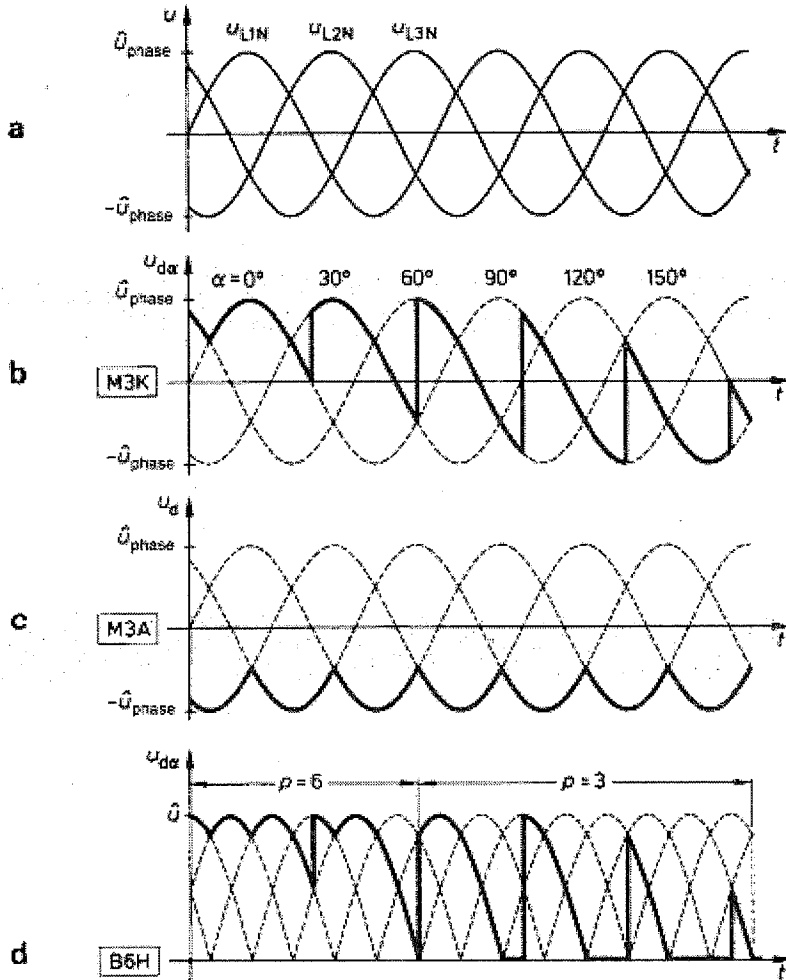 u
u_L1N u_L2N u_L3N
û_phase
a
t
-û_phase
u_dα
α=0° 30° 60° 90° 120° 150°
û_phase
b
M3K
t
-û_phase
u_d
û_phase
c
M3A
t
-û_phase
u_dα
p=6 p=3
û
d
B6H
t